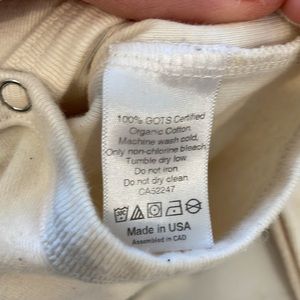 100% GOTS Certified
Organic Cotton.
Machine wash cold,
Only non-chlorine bleach
Tumble dry low
Do not iron.
Do not dry clean.
CA52247
Made in USA
Assembled in CAD